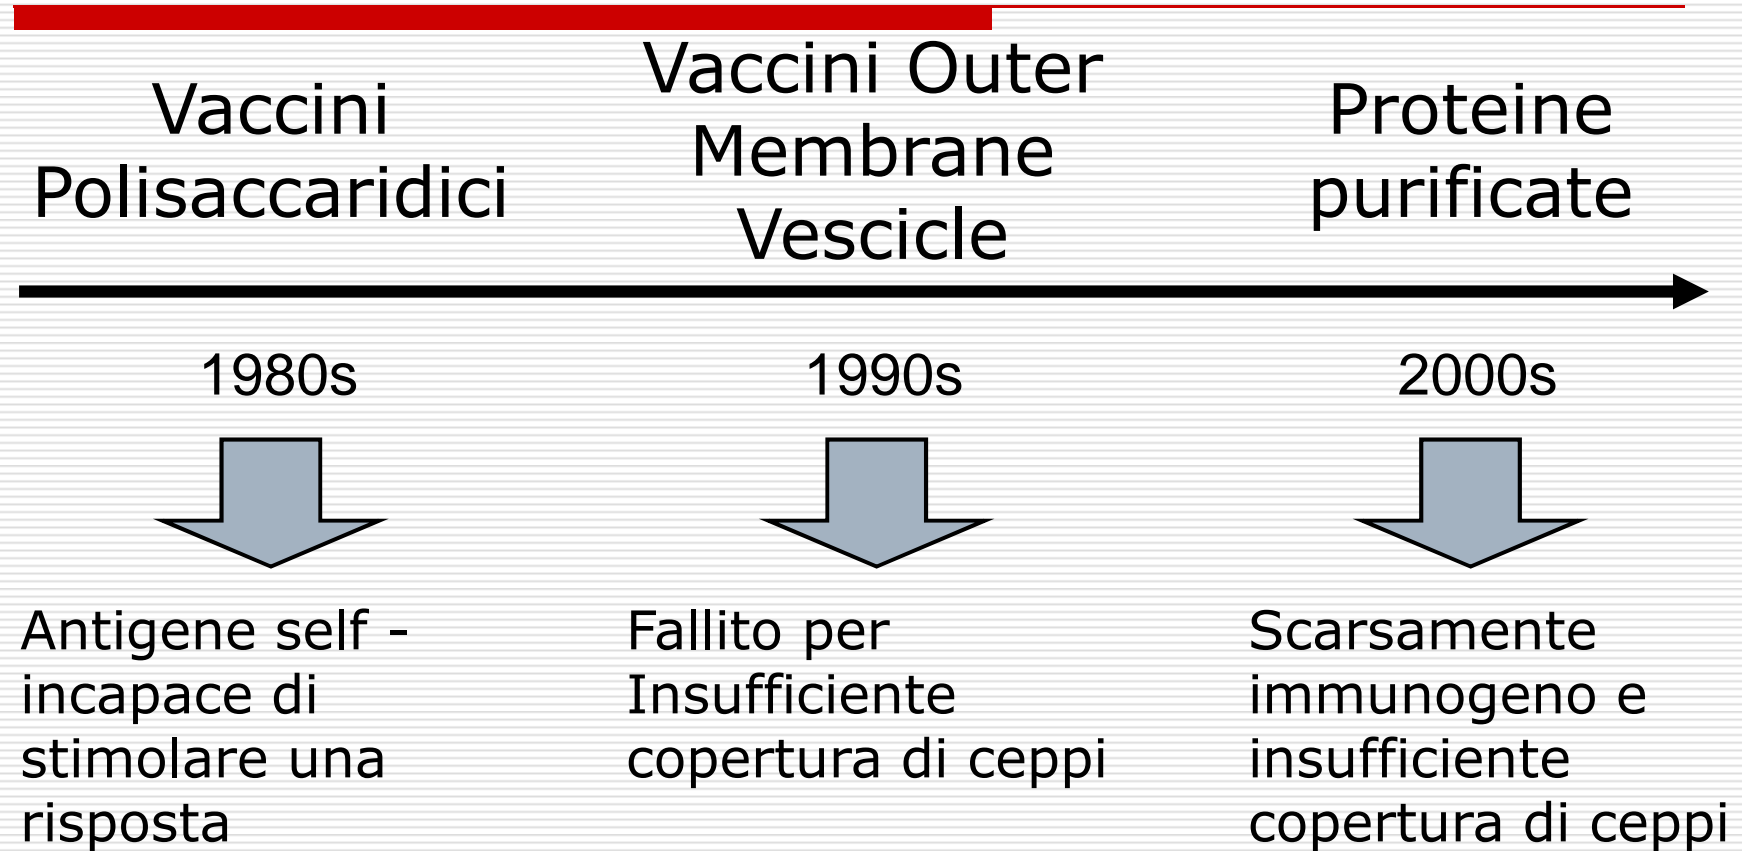 Vaccini
Polisaccaridici
Vaccini Outer
Membrane
Vescicle
Proteine
purificate
1980s
1990s
2000s
Antigene self -
incapace di
stimolare una
risposta
Fallito per
Insufficiente
copertura di ceppi
Scarsamente
immunogeno e
insufficiente
copertura di ceppi